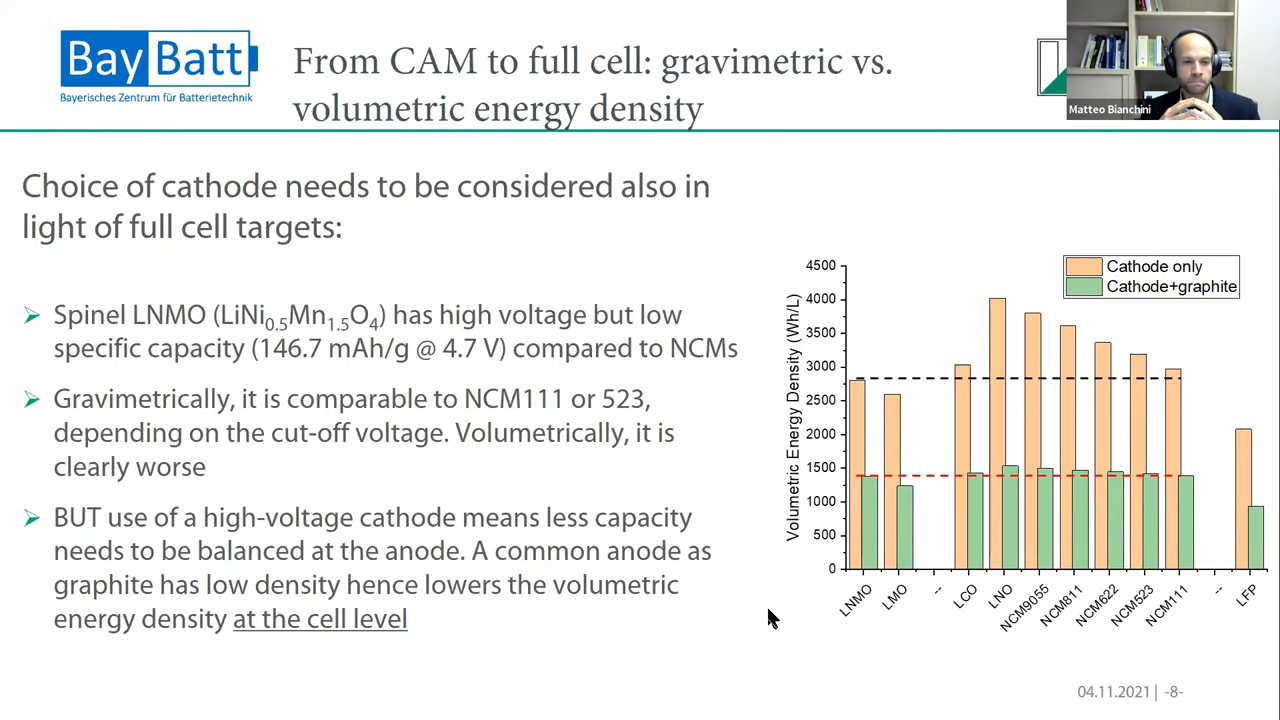 BayBatt
Bayerisches Zentrum für Batterietechnik
From CAM to full cell: gravimetric vs.
volumetric energy density
Matteo Bianchini
Choice of cathode needs to be considered also in
light of full cell targets:
Spinel LNMO (LiNi0.5Mn1.5O4) has high voltage but low
specific capacity (146.7 mAh/g @ 4.7 V) compared to NCMs
Gravimetrically, it is comparable to NCM111 or 523,
depending on the cut-off voltage. Volumetrically, it is
clearly worse
BUT use of a high-voltage cathode means less capacity
needs to be balanced at the anode. A common anode as
graphite has low density hence lowers the volumetric
energy density at the cell level
Cathode only
Cathode+graphite
Volumetric Energy Density (Wh/L)
4500
4000
3500
3000
2500
2000
1500
1000
500
0
LNMO
LMO
--
LCO
LNO
NCM9055
NCM811
NCM622
NCM523
NCM111
--
LFP
04.11.2021 | -8-